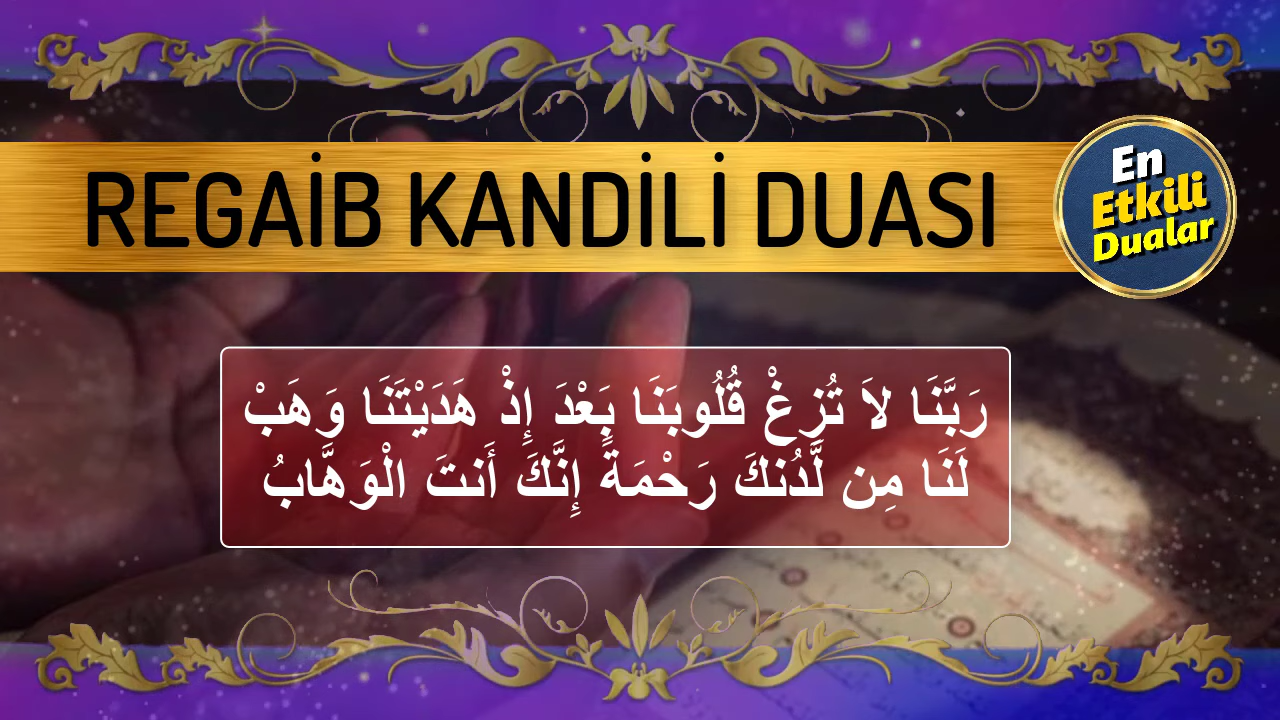 REGAİB KANDİLİ DUASI
En
Etkili
Dualar
رَبَّنَا لاَ تُزِغْ قُلُوبَنَا بَعْدَ إِذْ هَدَيْتَنَا وَهَبْ
لَنَا مِن لَّدُنكَ رَحْمَةً إِنَّكَ أَنتَ الْوَهَّابُ